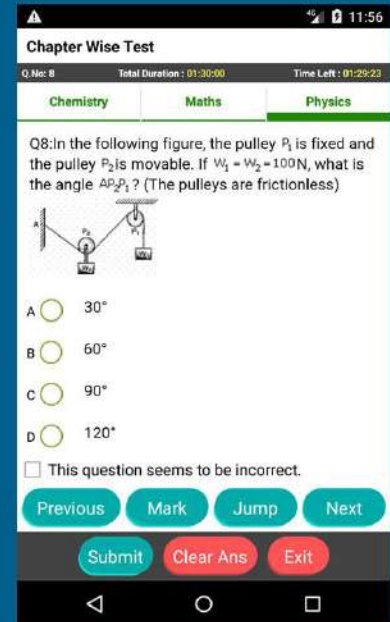 4G 11:56
Chapter Wise Test
Q.No: 8 Total Duration : 01:30:00 Time Left : 01:29:23
Chemistry Maths Physics
Q8:In the following figure, the pulley P₁ is fixed and
the pulley P₂is movable. If W₁ = W₂ = 100N, what is
the angle AP₂P₁ ? (The pulleys are frictionless)
A
P₂
P₁
W₁
W₂
A 30°
B 60°
C 90°
D 120°
This question seems to be incorrect.
Previous Mark Jump Next
Submit Clear Ans Exit